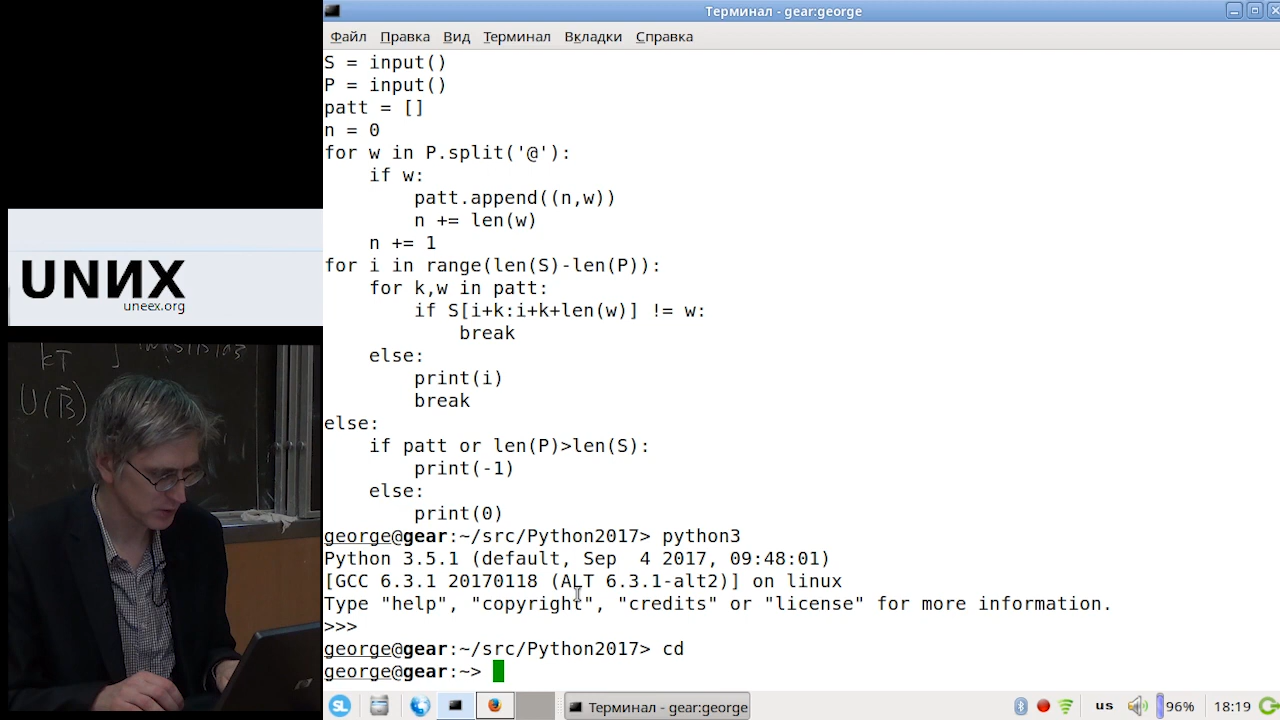 Терминал - gear:george
Файл Правка Вид Терминал Вкладки Справка
S = input()
P = input()
patt = []
n = 0
for w in P.split('@'):
    if w:
        patt.append((n,w))
        n += len(w)
    n += 1
for i in range(len(S)-len(P)):
    for k,w in patt:
        if S[i+k:i+k+len(w)] != w:
            break
    else:
        print(i)
        break
else:
    if patt or len(P)>len(S):
        print(-1)
    else:
        print(0)
george@gear:~/src/Python2017> python3
Python 3.5.1 (default, Sep  4 2017, 09:48:01)
[GCC 6.3.1 20170118 (ALT 6.3.1-alt2)] on linux
Type "help", "copyright", "credits" or "license" for more information.
>>>
george@gear:~/src/Python2017> cd
george@gear:~>
UNИX
uneex.org
kT
U(B)
SL
Терминал - gear:george
us
96%
18:19